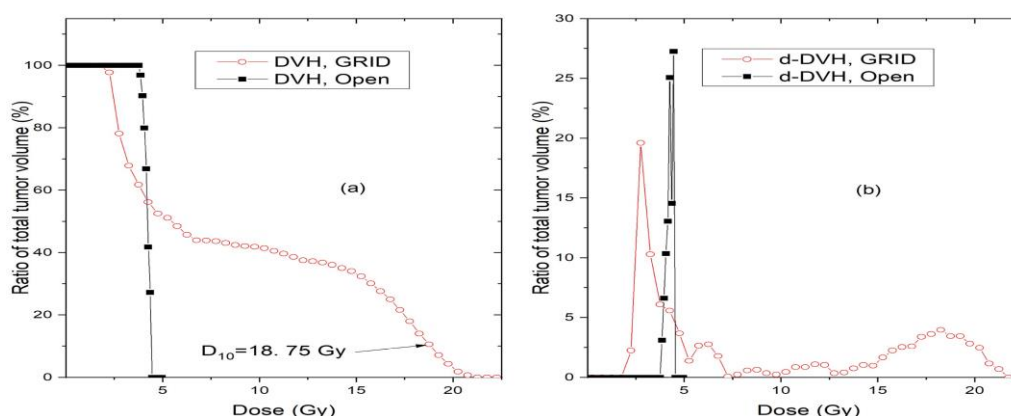 DVH, GRID
DVH, Open
100
80
60
40
20
0
Ratio of total tumor volume (%)
(a)
D10=18. 75 Gy
5
10
15
20
Dose (Gy)
d-DVH, GRID
d-DVH, Open
30
25
20
15
10
5
0
Ratio of total tumor volume (%)
(b)
5
10
15
20
Dose (Gy)